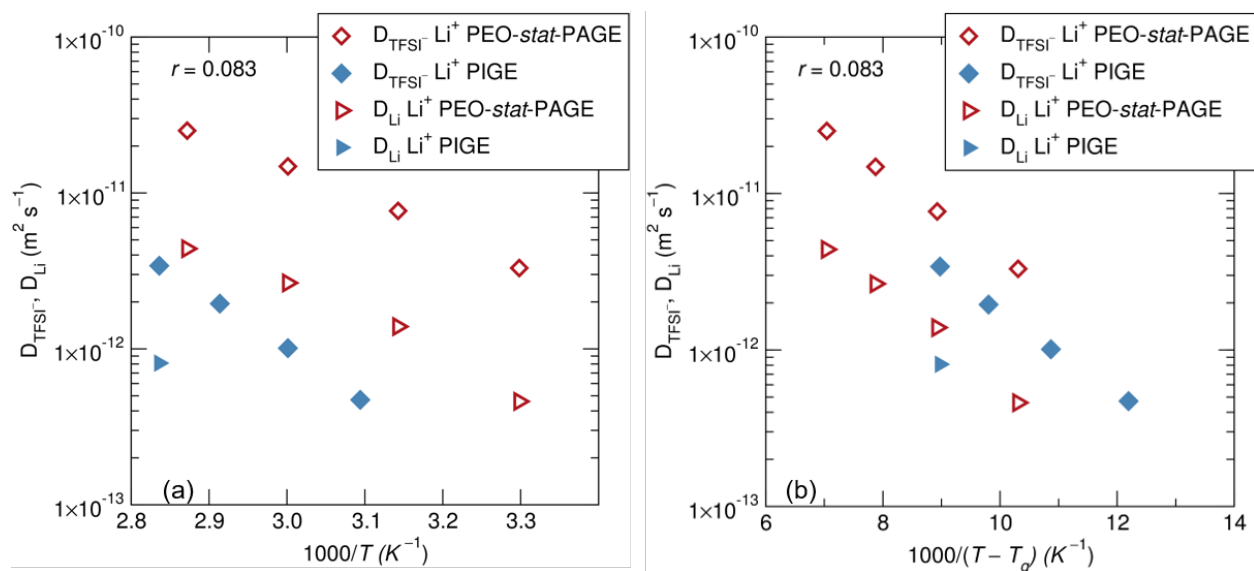 1×10⁻¹⁰
1×10⁻¹¹
1×10⁻¹²
1×10⁻¹³
D_TFSI⁻, D_Li (m² s⁻¹)
r = 0.083
D_TFSI⁻ Li⁺ PEO-stat-PAGE
D_TFSI⁻ Li⁺ PIGE
D_Li Li⁺ PEO-stat-PAGE
D_Li Li⁺ PIGE
(a)
2.8 2.9 3.0 3.1 3.2 3.3
1000/T (K⁻¹)
1×10⁻¹⁰
1×10⁻¹¹
1×10⁻¹²
1×10⁻¹³
D_TFSI⁻, D_Li (m² s⁻¹)
r = 0.083
D_TFSI⁻ Li⁺ PEO-stat-PAGE
D_TFSI⁻ Li⁺ PIGE
D_Li Li⁺ PEO-stat-PAGE
D_Li Li⁺ PIGE
(b)
6 8 10 12 14
1000/(T − T_g) (K⁻¹)